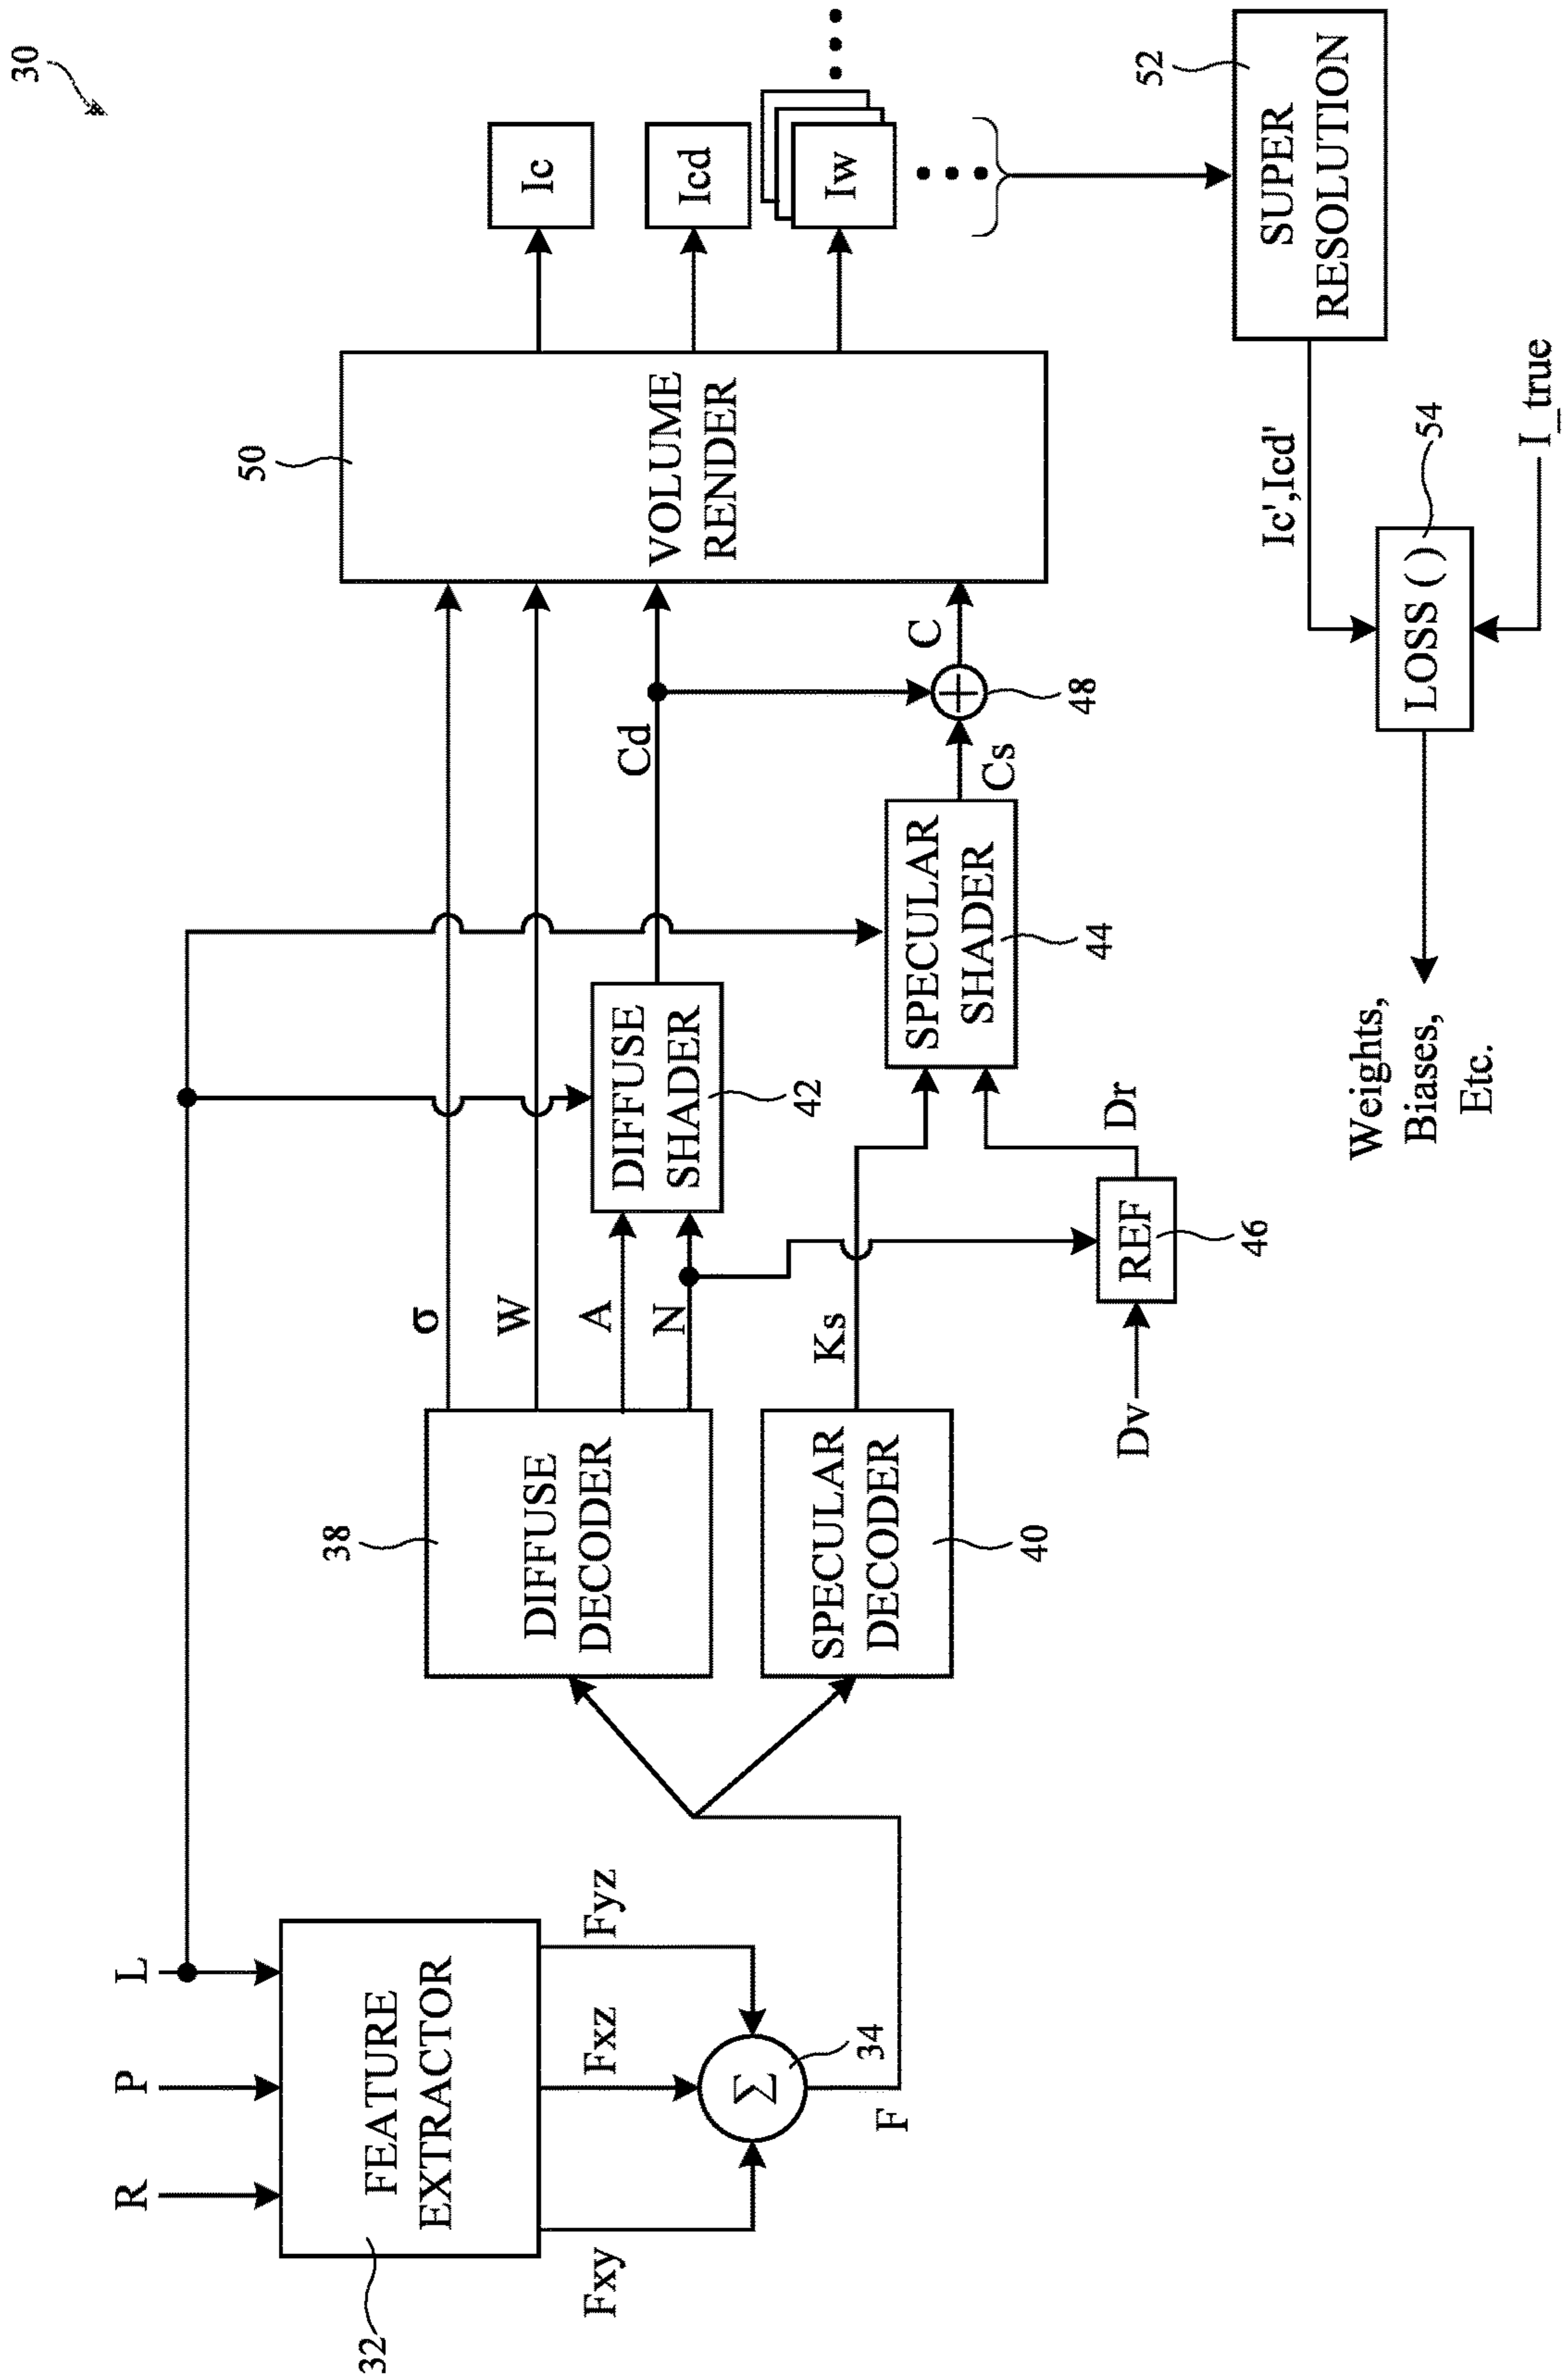 30
R
P
L
FEATURE
EXTRACTOR
32
Fxy
Fxz
Fyz
Σ
34
F
38
DIFFUSE
DECODER
SPECULAR
DECODER
40
σ
W
A
N
Ks
Dv
REF
46
Dr
DIFFUSE
SHADER
42
SPECULAR
SHADER
44
Cd
Cs
48
C
50
VOLUME
RENDER
Ic
Icd
Iw
52
SUPER
RESOLUTION
Ic',Icd'
LOSS ( )
54
I_true
Weights,
Biases,
Etc.